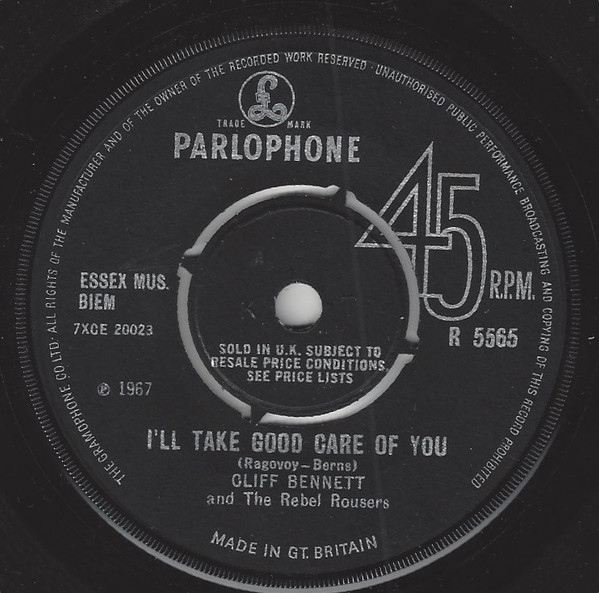 THE GRAMOPHONE CO LTD · ALL RIGHTS OF THE MANUFACTURER AND OF THE OWNER OF THE RECORDED WORK RESERVED · UNAUTHORISED PUBLIC PERFORMANCE BROADCASTING AND COPYING OF THIS RECORD PROHIBITED
£
TRADE MARK
PARLOPHONE
45
R.P.M.
ESSEX MUS.
BIEM
7XCE 20023
R 5565
SOLD IN U.K. SUBJECT TO
RESALE PRICE CONDITIONS,
SEE PRICE LISTS
℗ 1967
I'LL TAKE GOOD CARE OF YOU
(Ragovoy–Berns)
CLIFF BENNETT
and The Rebel Rousers
MADE IN GT. BRITAIN